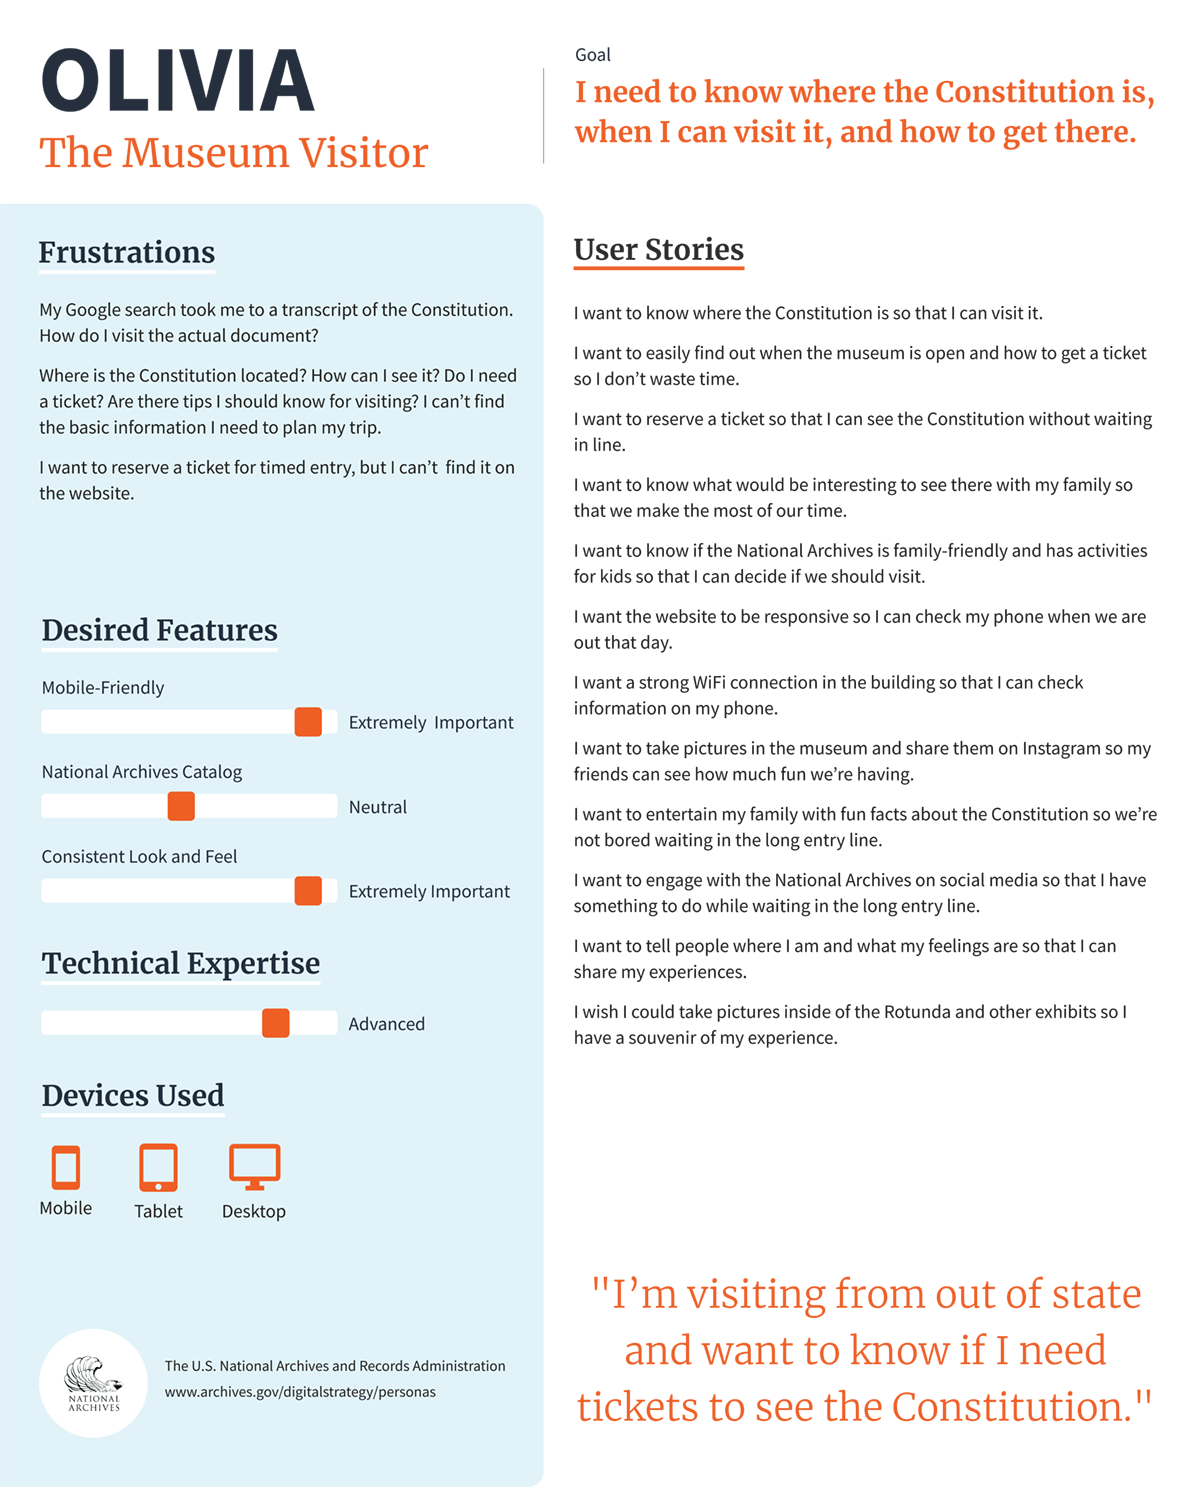 OLIVIA
The Museum Visitor
Goal
I need to know where the Constitution is,
when I can visit it, and how to get there.
Frustrations
My Google search took me to a transcript of the Constitution.
How do I visit the actual document?
Where is the Constitution located? How can I see it? Do I need
a ticket? Are there tips I should know for visiting? I can’t find
the basic information I need to plan my trip.
I want to reserve a ticket for timed entry, but I can’t find it on
the website.
Desired Features
Mobile-Friendly
Extremely Important
National Archives Catalog
Neutral
Consistent Look and Feel
Extremely Important
Technical Expertise
Advanced
Devices Used
Mobile
Tablet
Desktop
NATIONAL
ARCHIVES
The U.S. National Archives and Records Administration
www.archives.gov/digitalstrategy/personas
User Stories
I want to know where the Constitution is so that I can visit it.
I want to easily find out when the museum is open and how to get a ticket
so I don’t waste time.
I want to reserve a ticket so that I can see the Constitution without waiting
in line.
I want to know what would be interesting to see there with my family so
that we make the most of our time.
I want to know if the National Archives is family-friendly and has activities
for kids so that I can decide if we should visit.
I want the website to be responsive so I can check my phone when we are
out that day.
I want a strong WiFi connection in the building so that I can check
information on my phone.
I want to take pictures in the museum and share them on Instagram so my
friends can see how much fun we’re having.
I want to entertain my family with fun facts about the Constitution so we’re
not bored waiting in the long entry line.
I want to engage with the National Archives on social media so that I have
something to do while waiting in the long entry line.
I want to tell people where I am and what my feelings are so that I can
share my experiences.
I wish I could take pictures inside of the Rotunda and other exhibits so I
have a souvenir of my experience.
"I’m visiting from out of state
and want to know if I need
tickets to see the Constitution."